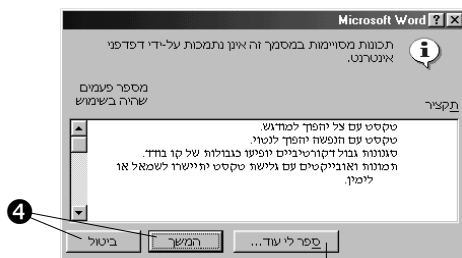 Microsoft Word
תכונות מסויימות במסמך זה אינן נתמכות על-ידי דפדפני
אינטרנט.
מספר פעמים
שהיה בשימוש
תקציר
טקסט עם צל יהפוך למודגש.
טקסט עם הנפשה יהפוך לנטוי.
סגנונות גבול דקורטיביים יופיעו כגבולות של קו בודד.
תמונות ואובייקטים עם גלישת טקסט יתיישרו לשמאל או
לימין.
ספר לי עוד...
המשך
ביטול
4